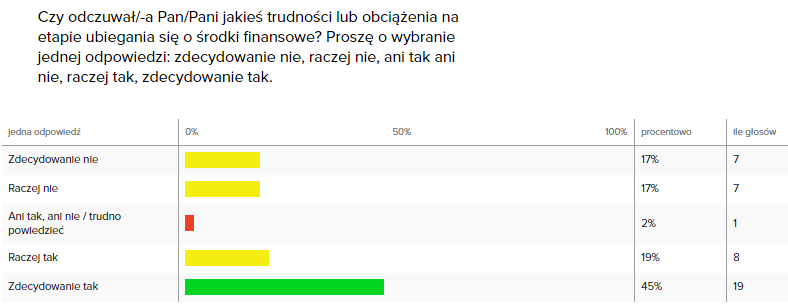 Czy odczuwał/-a Pan/Pani jakieś trudności lub obciążenia na
etapie ubiegania się o środki finansowe? Proszę o wybranie
jednej odpowiedzi: zdecydowanie nie, raczej nie, ani tak ani
nie, raczej tak, zdecydowanie tak.
jedna odpowiedź 0% 50% 100% procentowo ile głosów
Zdecydowanie nie 17% 7
Raczej nie 17% 7
Ani tak, ani nie / trudno
powiedzieć 2% 1
Raczej tak 19% 8
Zdecydowanie tak 45% 19